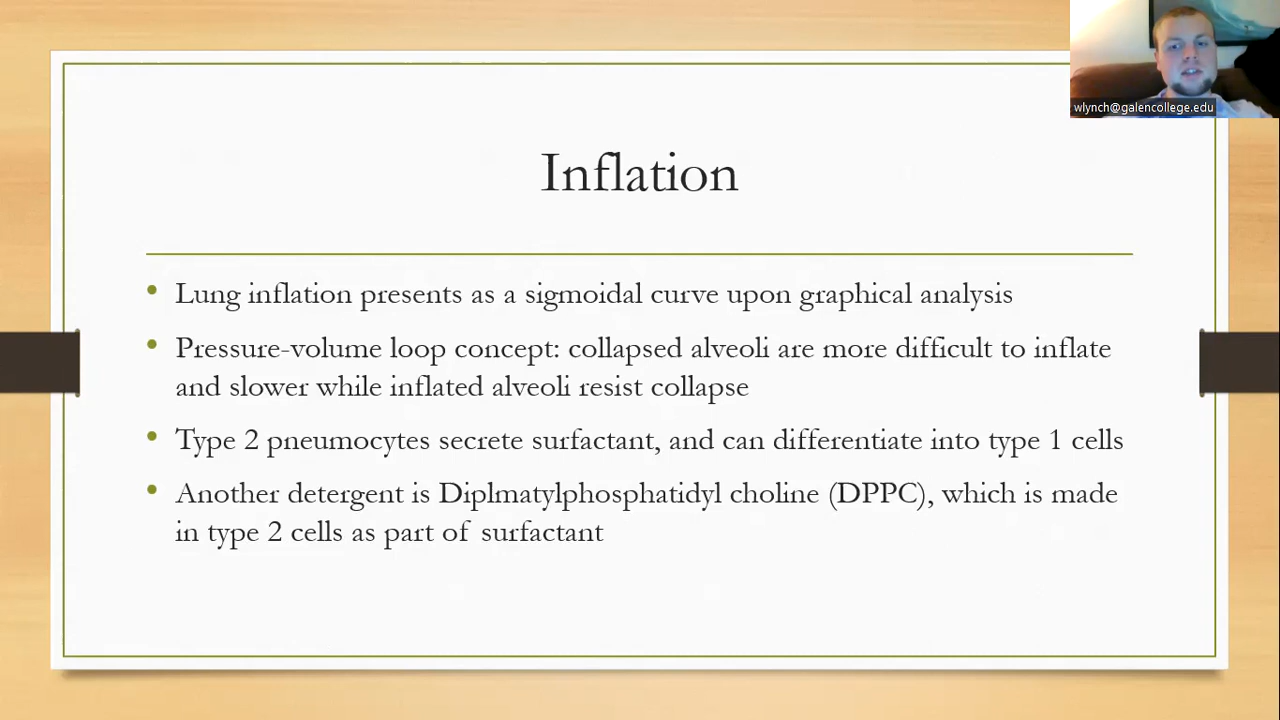 wlynch@galencollege.edu
Inflation
• Lung inflation presents as a sigmoidal curve upon graphical analysis
• Pressure-volume loop concept: collapsed alveoli are more difficult to inflate
and slower while inflated alveoli resist collapse
• Type 2 pneumocytes secrete surfactant, and can differentiate into type 1 cells
• Another detergent is Diplmatylphosphatidyl choline (DPPC), which is made
in type 2 cells as part of surfactant